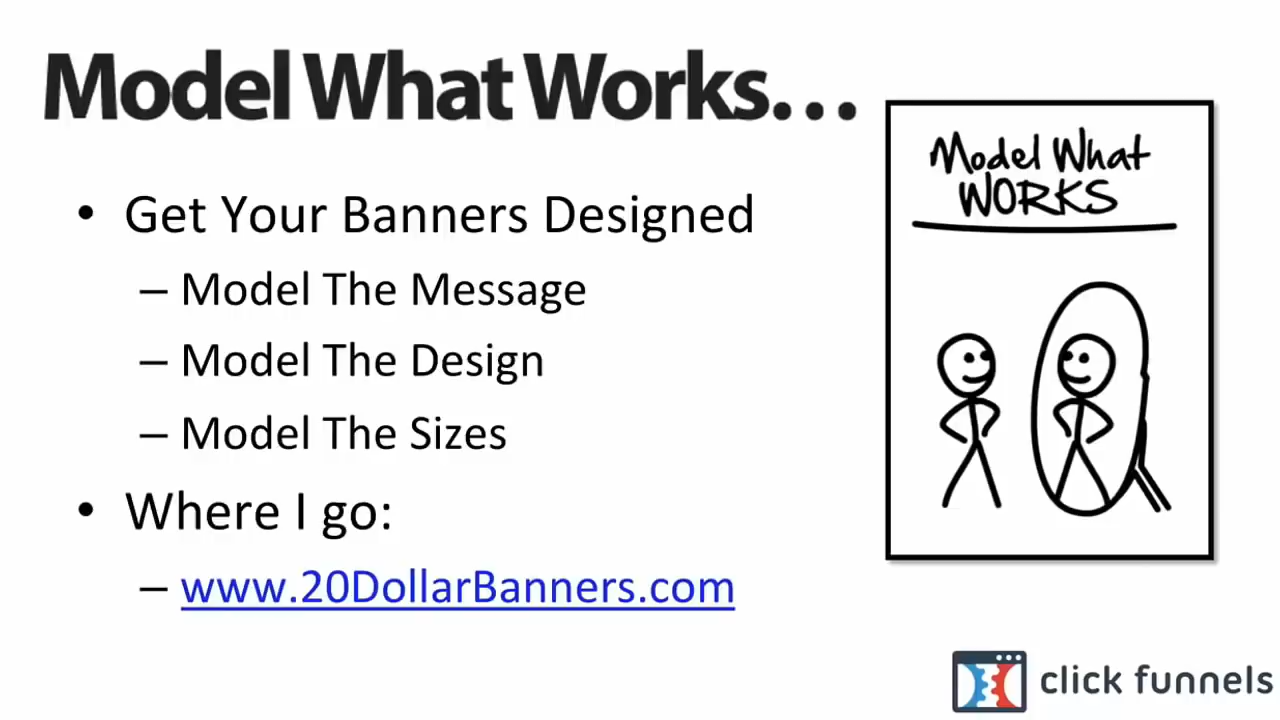 Model What Works...
• Get Your Banners Designed
– Model The Message
– Model The Design
– Model The Sizes
• Where I go:
– www.20DollarBanners.com
Model What
WORKS
click funnels